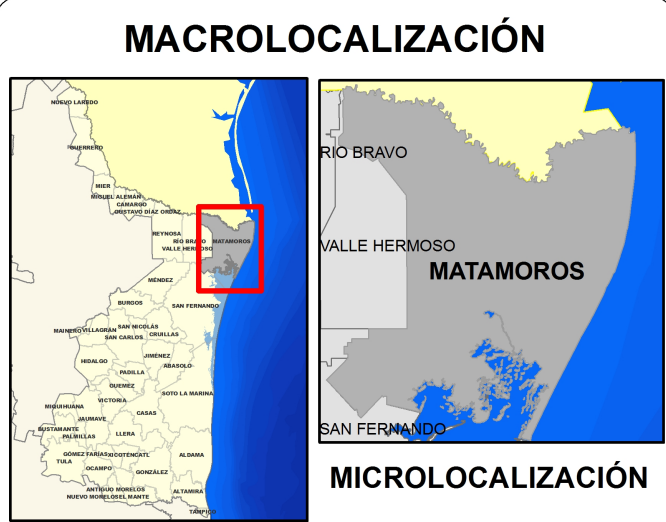 MACROLOCALIZACIÓN
NUEVO LAREDO
GUERRERO
MIER
MIGUEL ALEMÁN
CAMARGO
GUSTAVO DÍAZ ORDAZ
REYNOSA
RÍO BRAVO
MATAMOROS
VALLE HERMOSO
MÉNDEZ
BURGOS
SAN FERNANDO
MAINERO
VILLAGRÁN
SAN NICOLÁS
SAN CARLOS
CRUILLAS
HIDALGO
JIMÉNEZ
ABASOLO
PADILLA
GUEMEZ
SOTO LA MARINA
VICTORIA
MIQUIHUANA
CASAS
JAUMAVE
BUSTAMANTE
PALMILLAS
LLERA
GÓMEZ FARÍAS
XICOTÉNCATL
ALDAMA
TULA
OCAMPO
GONZÁLEZ
ANTIGUO MORELOS
ALTAMIRA
NUEVO MORELOS
EL MANTE
TAMPICO
RIO BRAVO
VALLE HERMOSO
MATAMOROS
SAN FERNANDO
MICROLOCALIZACIÓN